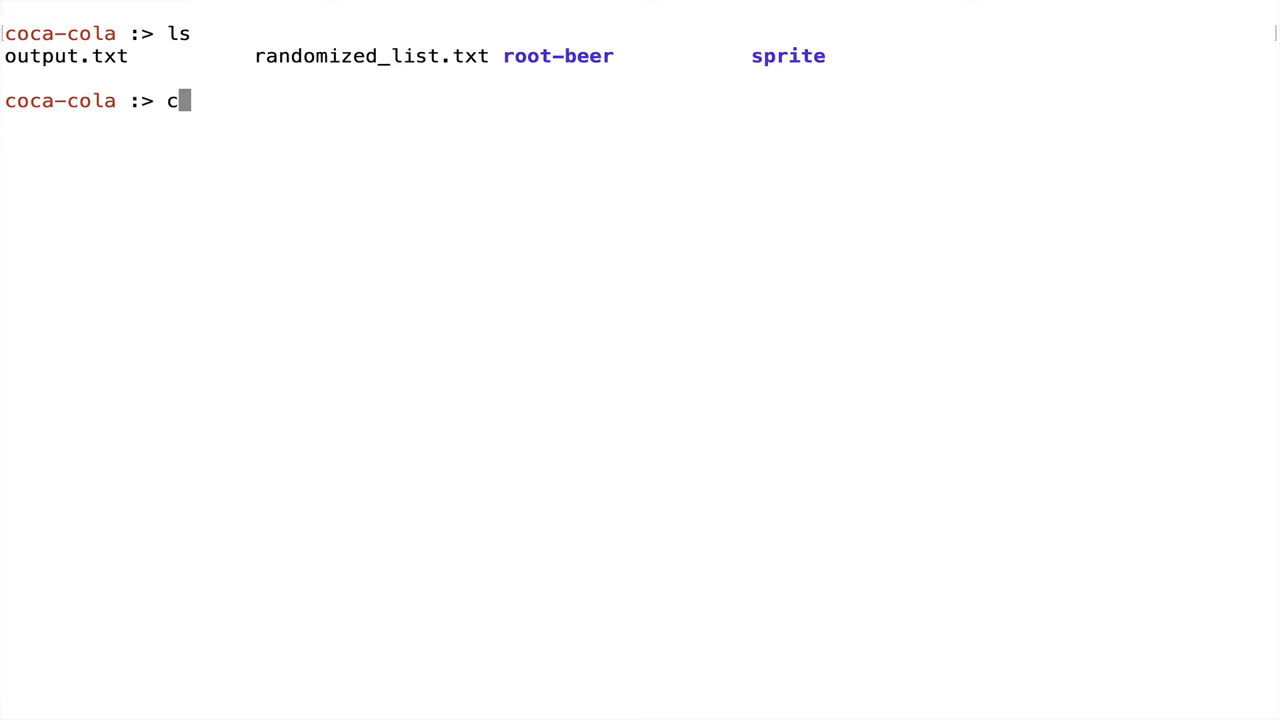 coca-cola :> ls
output.txt randomized_list.txt root-beer sprite
coca-cola :> c